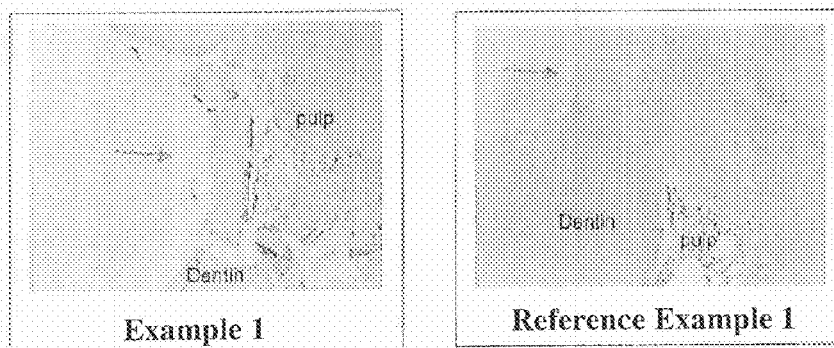 pulp
Dentin
Example 1
Dentin
pulp
Reference Example 1